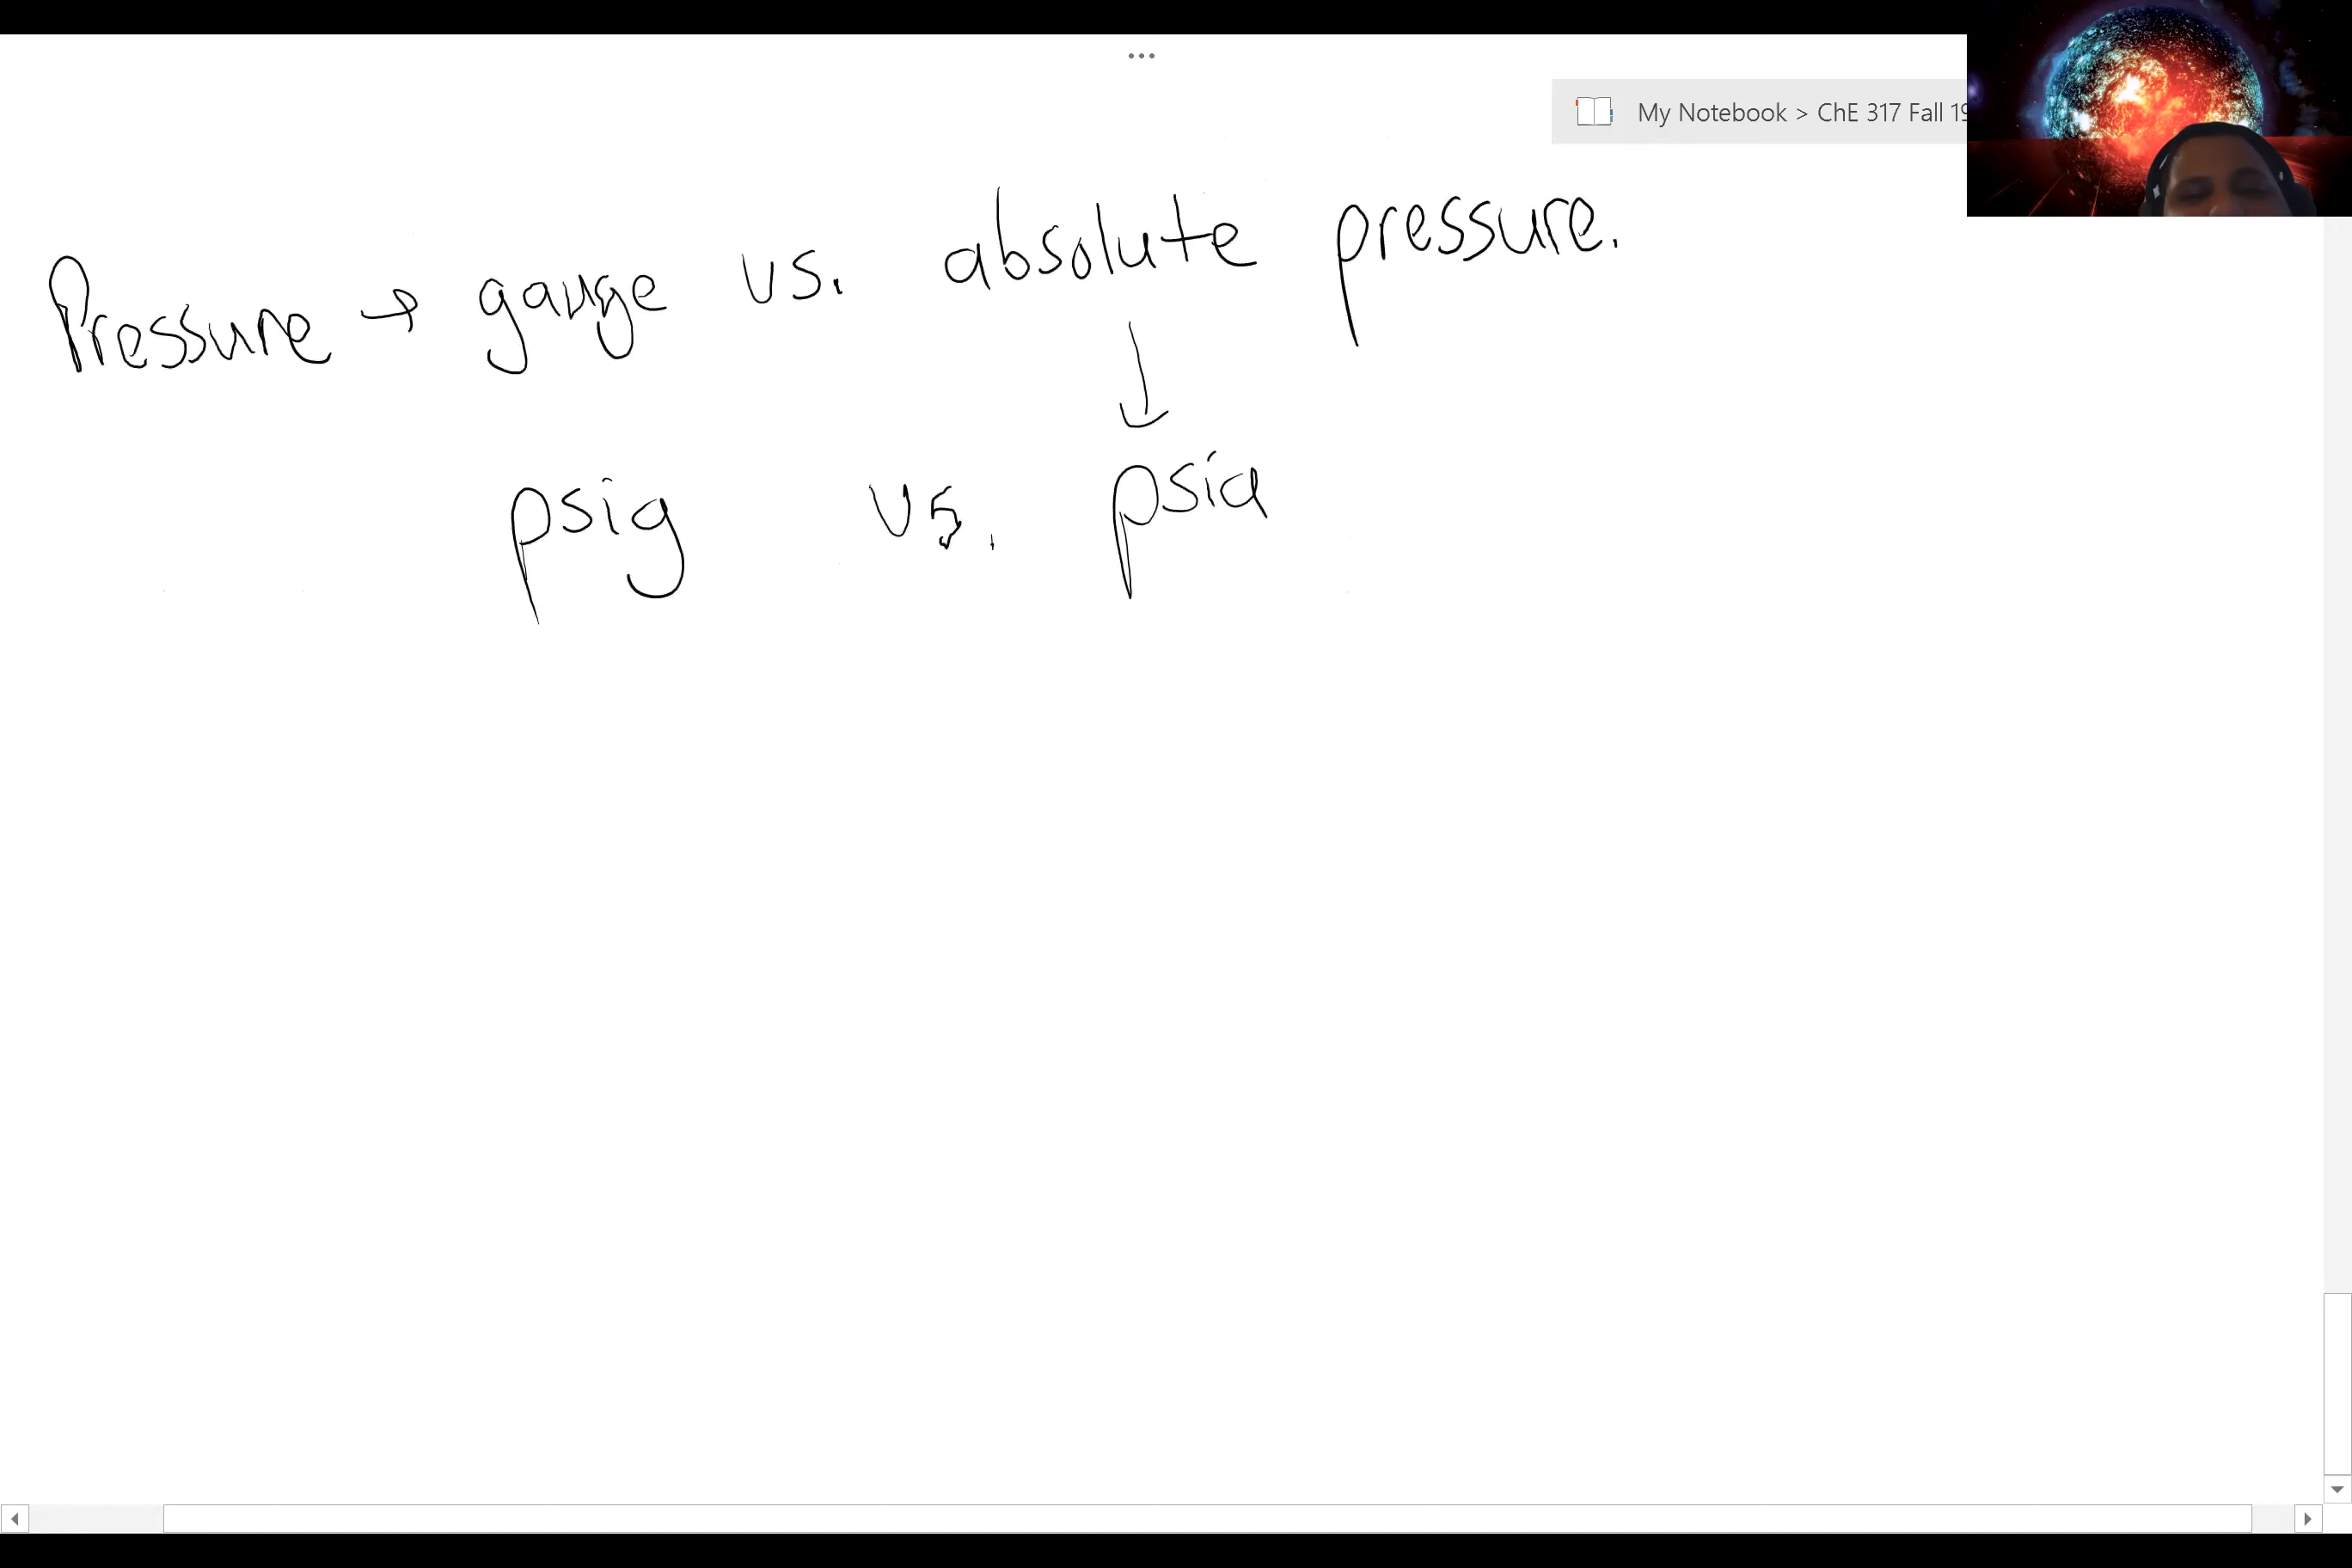 My Notebook > ChE 317 Fall 19
Pressure → gauge vs. absolute pressure.
↓
psig vs. psia